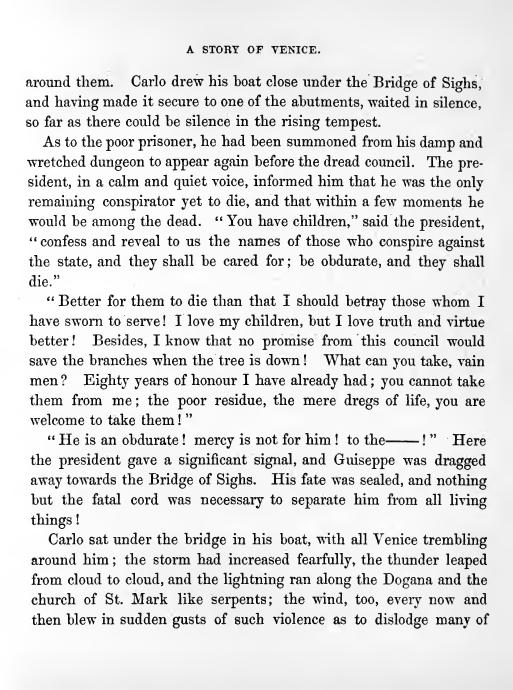 A STORY OF VENICE.
around them. Carlo drew his boat close under the Bridge of Sighs,
and having made it secure to one of the abutments, waited in silence,
so far as there could be silence in the rising tempest.
As to the poor prisoner, he had been summoned from his damp and
wretched dungeon to appear again before the dread council. The pre-
sident, in a calm and quiet voice, informed him that he was the only
remaining conspirator yet to die, and that within a few moments he
would be among the dead. "You have children," said the president,
"confess and reveal to us the names of those who conspire against
the state, and they shall be cared for; be obdurate, and they shall
die."
"Better for them to die than that I should betray those whom I
have sworn to serve! I love my children, but I love truth and virtue
better! Besides, I know that no promise from this council would
save the branches when the tree is down! What can you take, vain
men? Eighty years of honour I have already had; you cannot take
them from me; the poor residue, the mere dregs of life, you are
welcome to take them!"
"He is an obdurate! mercy is not for him! to the——!" Here
the president gave a significant signal, and Guiseppe was dragged
away towards the Bridge of Sighs. His fate was sealed, and nothing
but the fatal cord was necessary to separate him from all living
things!
Carlo sat under the bridge in his boat, with all Venice trembling
around him; the storm had increased fearfully, the thunder leaped
from cloud to cloud, and the lightning ran along the Dogana and the
church of St. Mark like serpents; the wind, too, every now and
then blew in sudden gusts of such violence as to dislodge many of